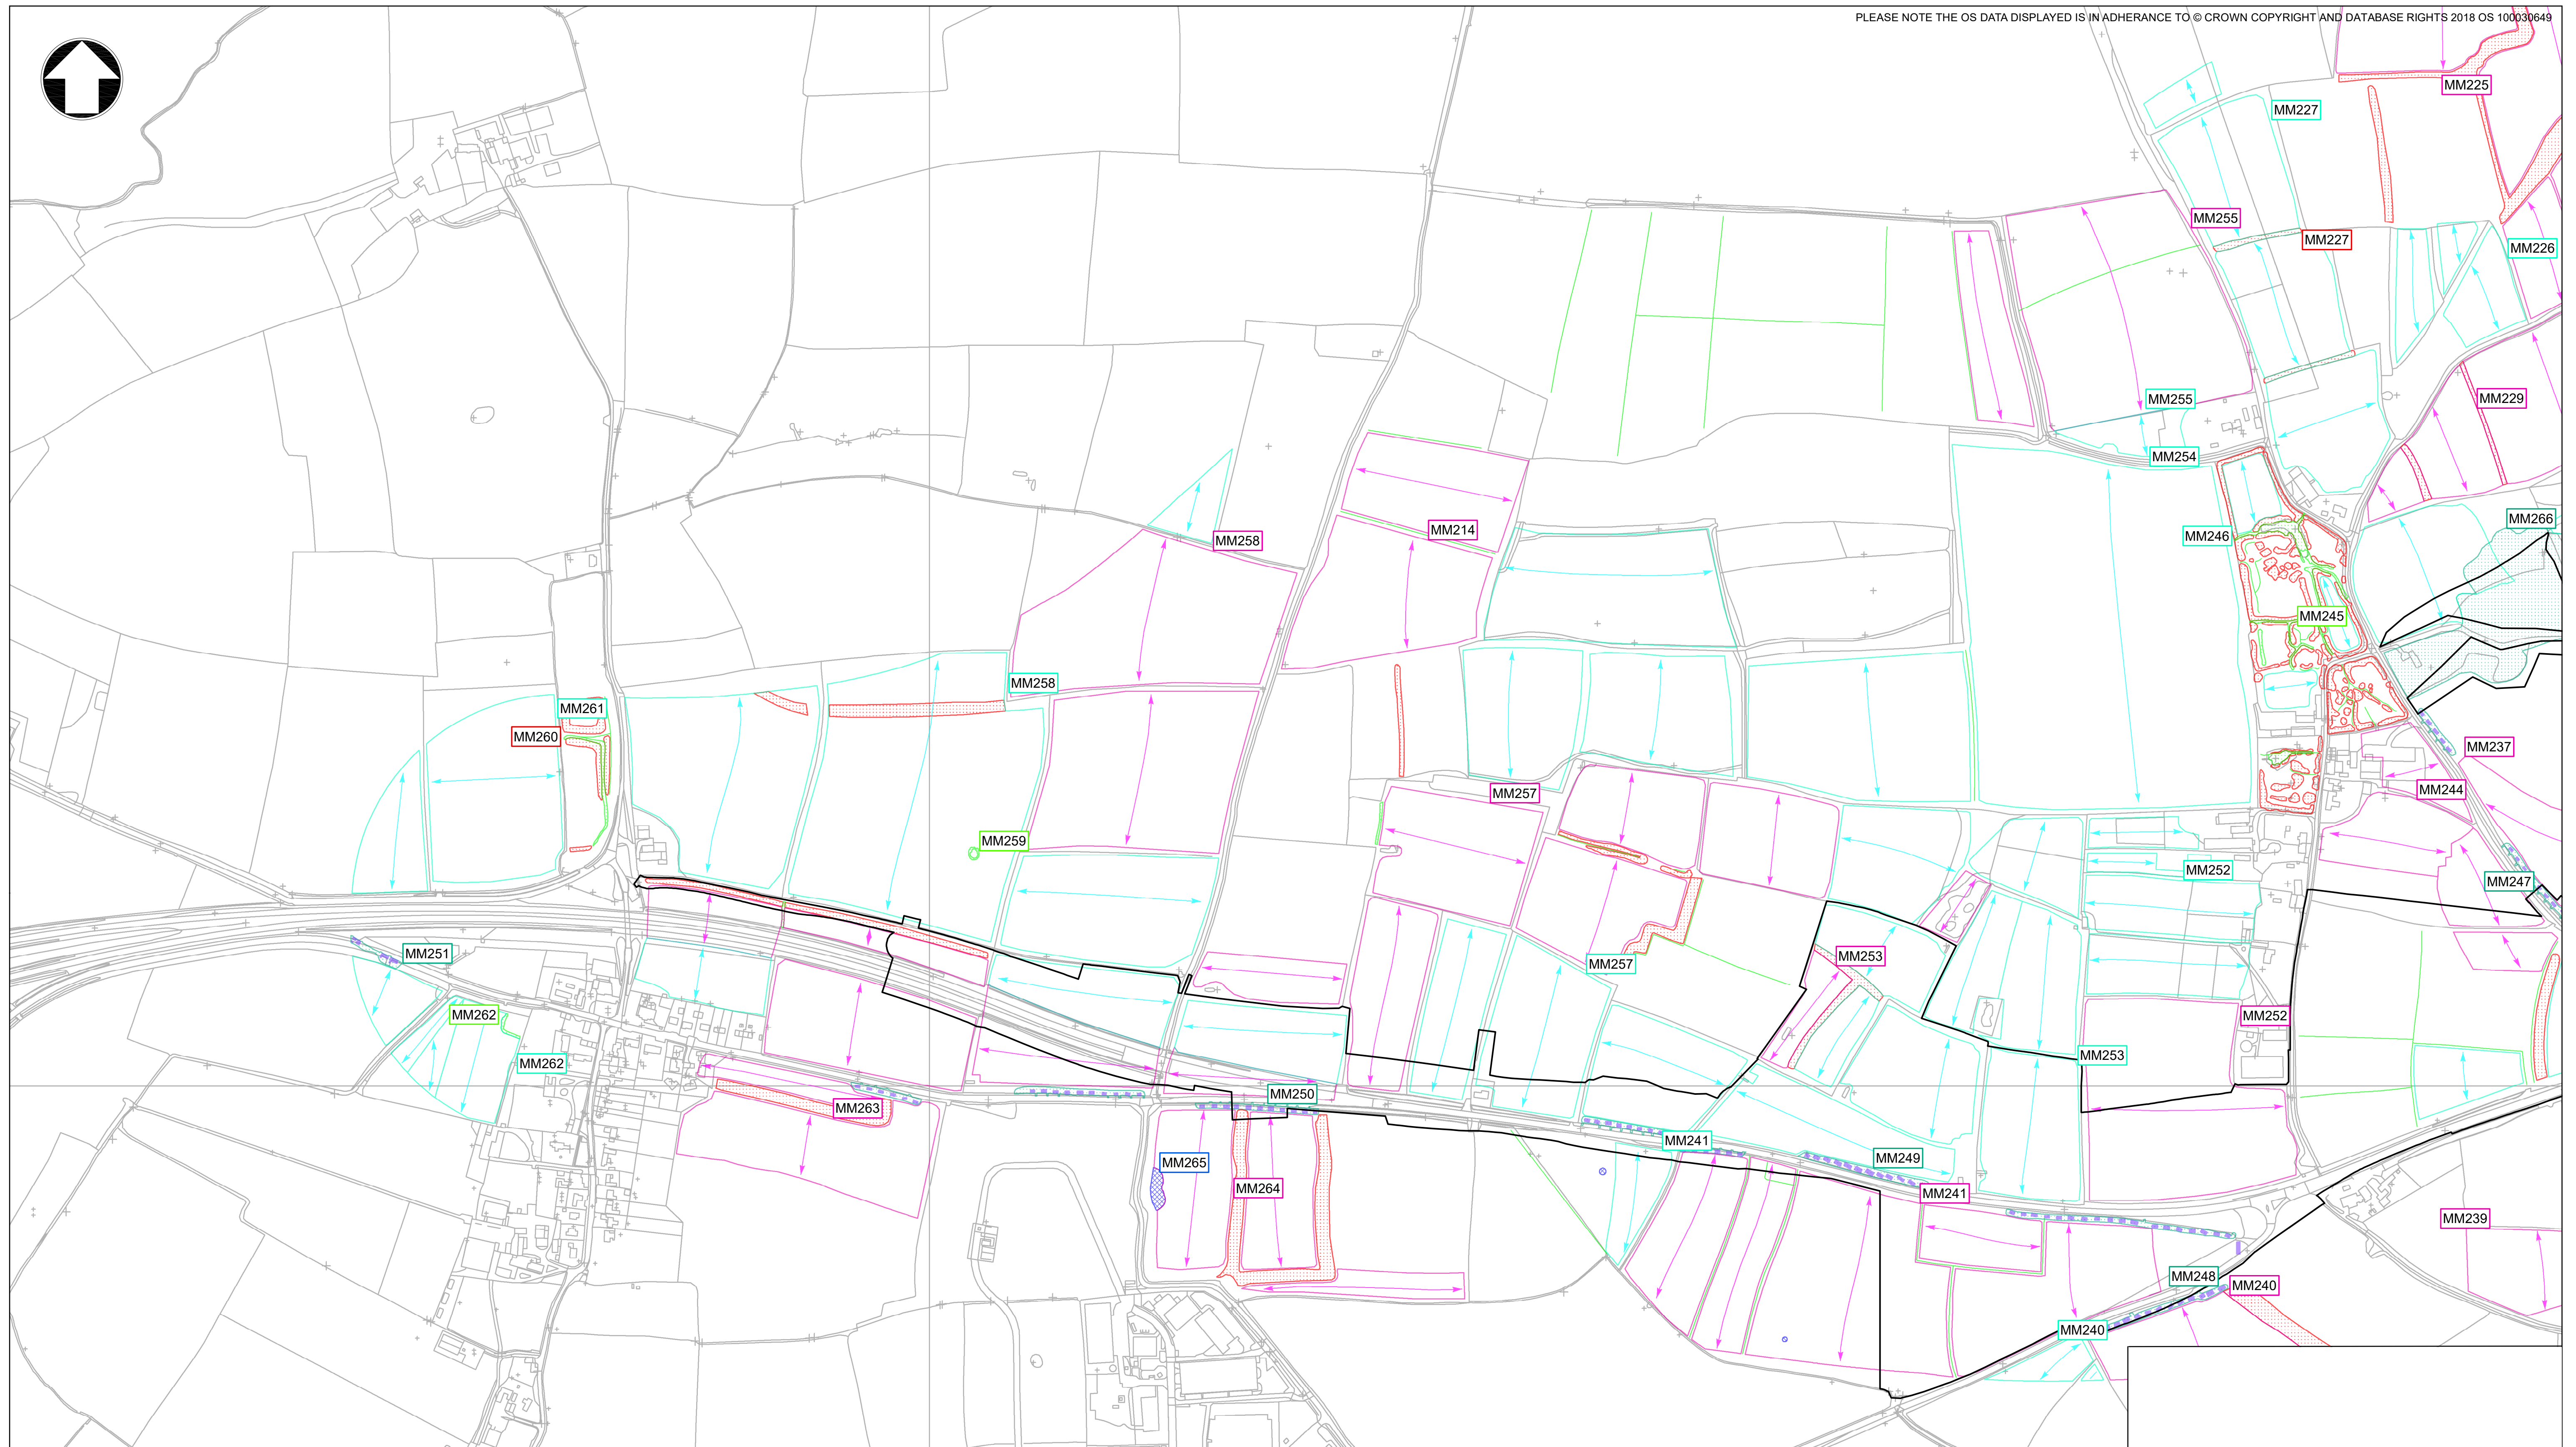 PLEASE NOTE THE OS DATA DISPLAYED IS IN ADHERANCE TO © CROWN COPYRIGHT AND DATABASE RIGHTS 2018 OS 100030649
MM225
MM227
MM255
MM227
MM226
MM255
MM229
MM254
MM266
MM214
MM246
MM258
MM245
MM258
MM261
MM260
MM237
MM257
MM244
MM259
MM252
MM247
MM251
MM253
MM257
MM262
MM252
MM262
MM253
MM250
MM263
MM241
MM265
MM249
MM264
MM241
MM239
MM248
MM240
MM240